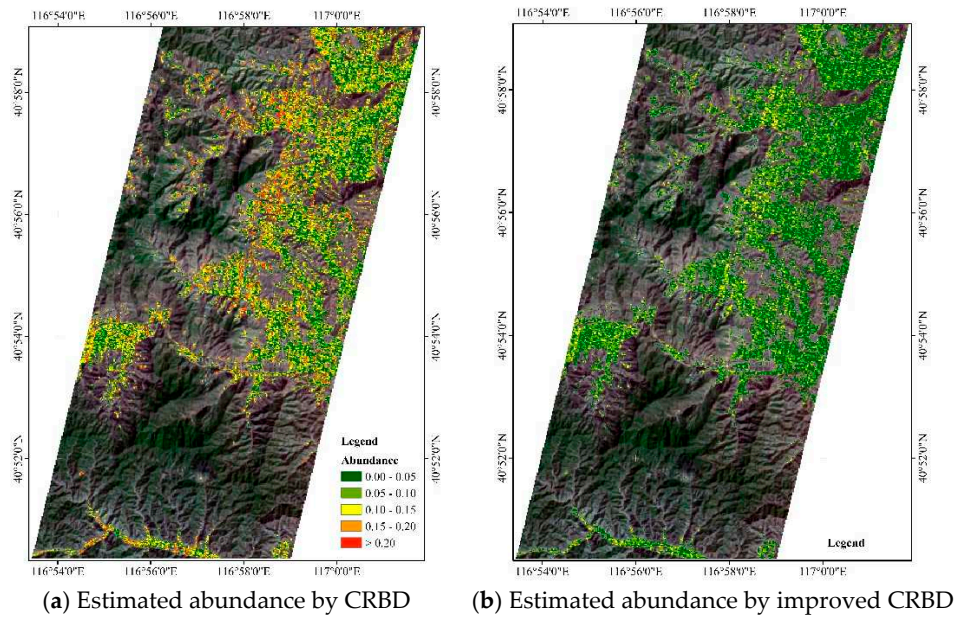 116°54'0"E 116°56'0"E 116°58'0"E 117°0'0"E
40°58'0"N
40°56'0"N
40°54'0"N
40°52'0"N
40°58'0"N
40°56'0"N
40°54'0"N
40°52'0"N
Legend
Abundance
0.00 - 0.05
0.05 - 0.10
0.10 - 0.15
0.15 - 0.20
> 0.20
116°54'0"E 116°56'0"E 116°58'0"E 117°0'0"E
(a) Estimated abundance by CRBD
116°54'0"E 116°56'0"E 116°58'0"E 117°0'0"E
40°58'0"N
40°56'0"N
40°54'0"N
40°52'0"N
40°58'0"N
40°56'0"N
40°54'0"N
40°52'0"N
Legend
116°54'0"E 116°56'0"E 116°58'0"E 117°0'0"E
(b) Estimated abundance by improved CRBD